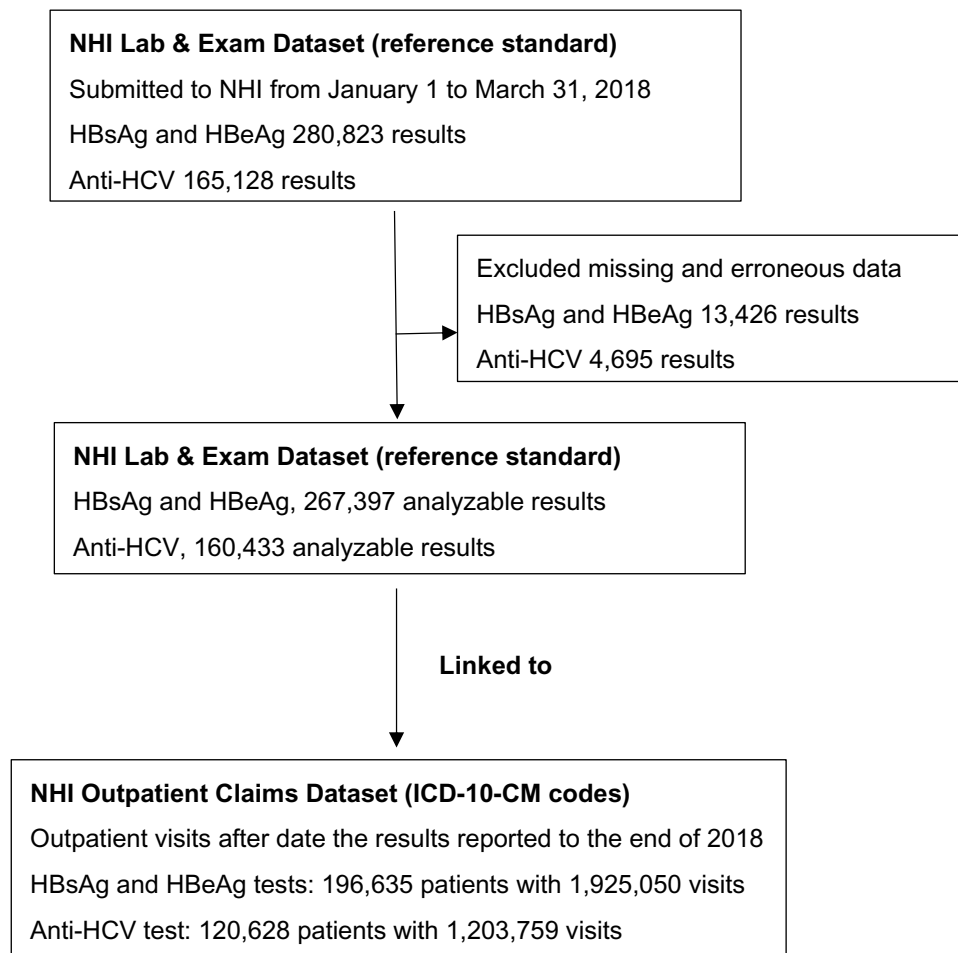 NHI Lab & Exam Dataset (reference standard)
Submitted to NHI from January 1 to March 31, 2018
HBsAg and HBeAg 280,823 results
Anti-HCV 165,128 results
Excluded missing and erroneous data
HBsAg and HBeAg 13,426 results
Anti-HCV 4,695 results
NHI Lab & Exam Dataset (reference standard)
HBsAg and HBeAg, 267,397 analyzable results
Anti-HCV, 160,433 analyzable results
Linked to
NHI Outpatient Claims Dataset (ICD-10-CM codes)
Outpatient visits after date the results reported to the end of 2018
HBsAg and HBeAg tests: 196,635 patients with 1,925,050 visits
Anti-HCV test: 120,628 patients with 1,203,759 visits